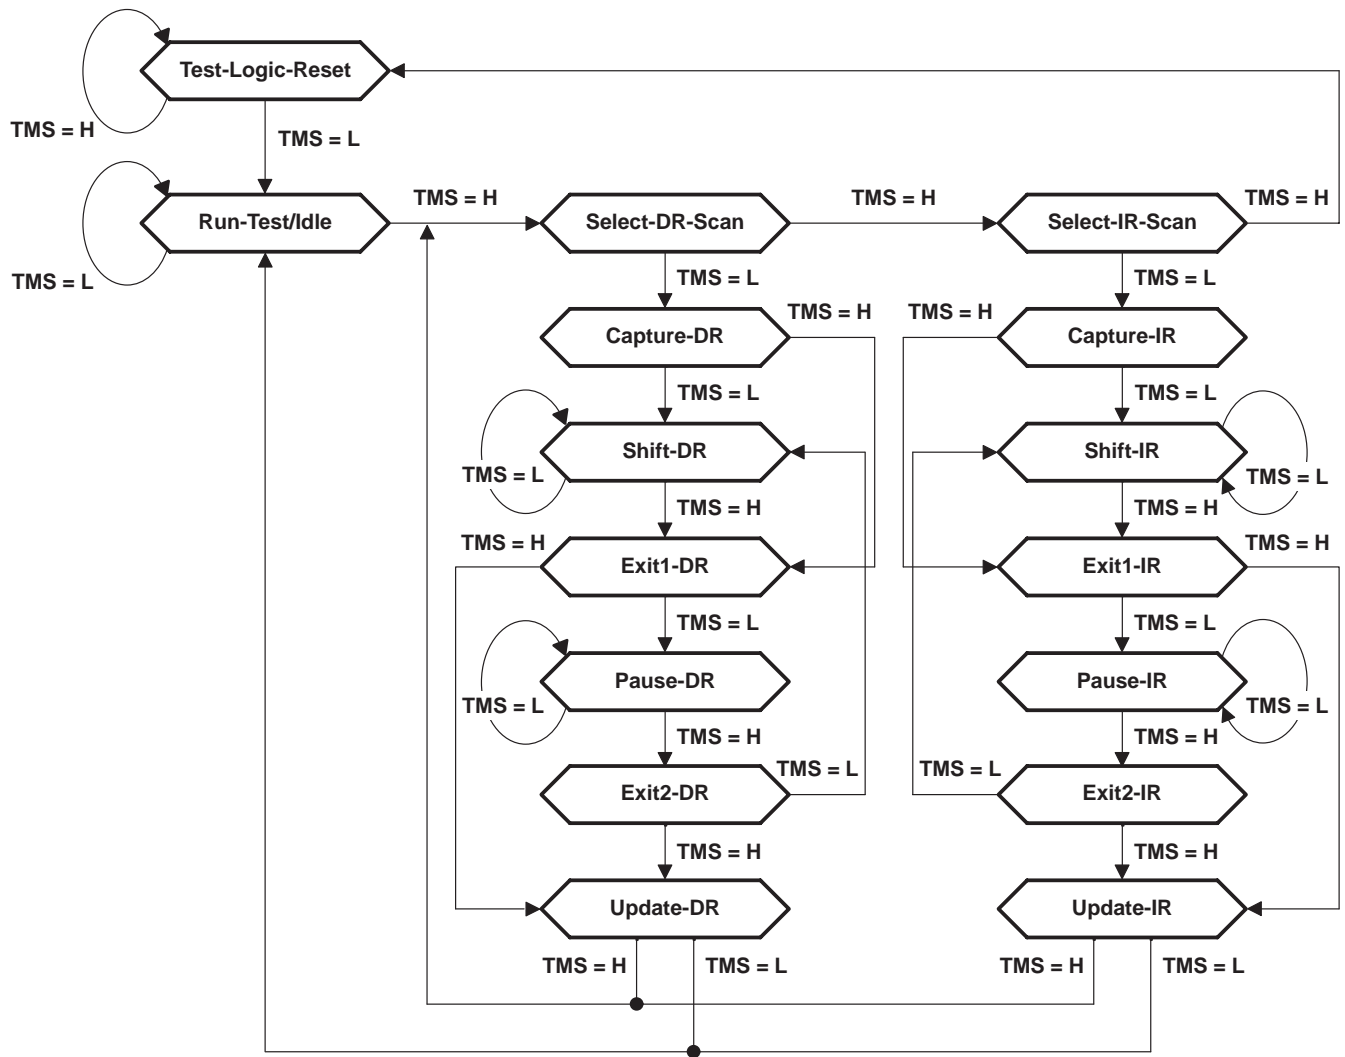 Test-Logic-Reset
TMS = H
TMS = L
TMS = H
TMS = H
TMS = H
Run-Test/Idle
Select-DR-Scan
Select-IR-Scan
TMS = L
TMS = L
TMS = L
TMS = H
TMS = H
Capture-DR
Capture-IR
TMS = L
TMS = L
Shift-DR
Shift-IR
TMS = L
TMS = L
TMS = H
TMS = H
TMS = H
TMS = H
Exit1-DR
Exit1-IR
TMS = L
TMS = L
Pause-DR
Pause-IR
TMS = L
TMS = L
TMS = H
TMS = H
TMS = L
TMS = L
Exit2-DR
Exit2-IR
TMS = H
TMS = H
Update-DR
Update-IR
TMS = H
TMS = L
TMS = H
TMS = L